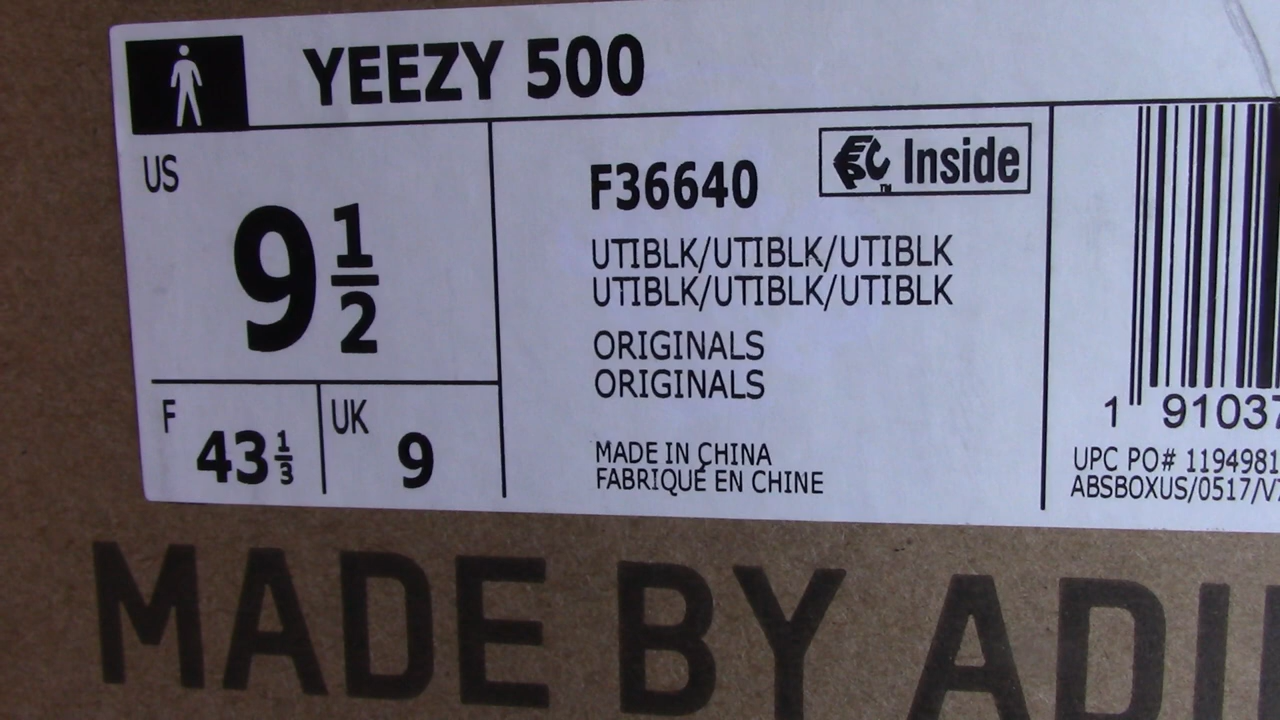 YEEZY 500
US
9 1/2
F
43 1/3
UK
9
F36640
Inside
™
UTIBLK/UTIBLK/UTIBLK
UTIBLK/UTIBLK/UTIBLK
ORIGINALS
ORIGINALS
MADE IN CHINA
FABRIQUÉ EN CHINE
1 91037
UPC PO# 1194981
ABSBOXUS/0517/V
MADE BY ADI